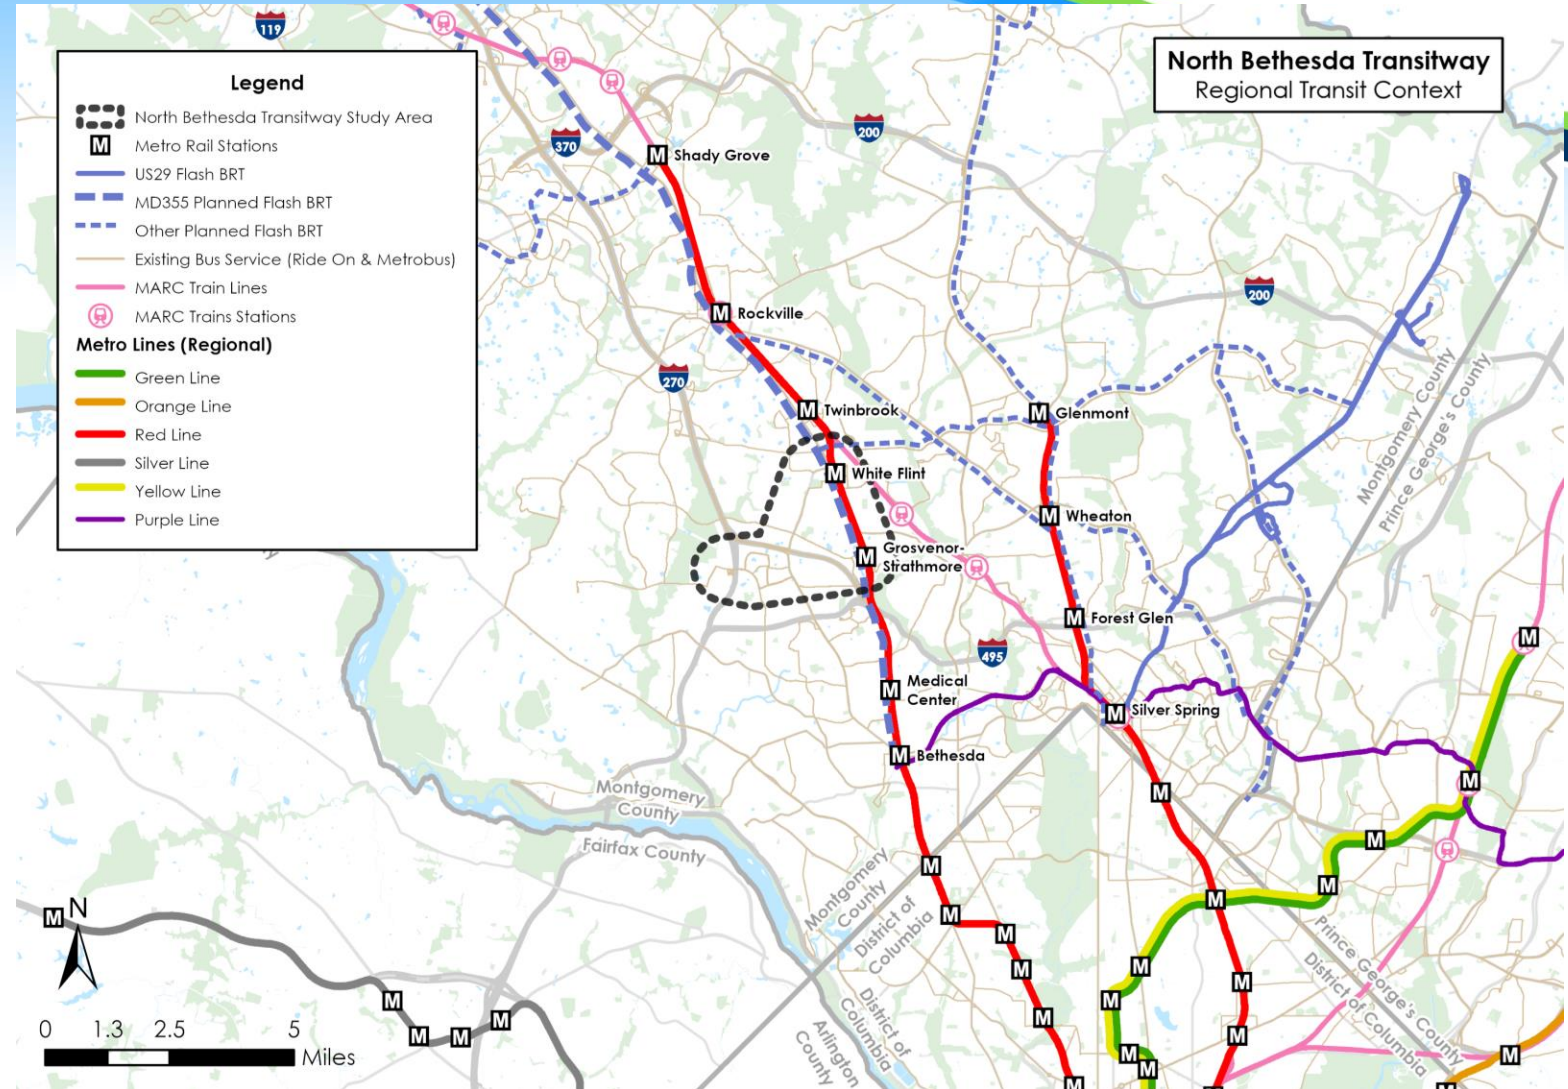 North Bethesda Transitway
Regional Transit Context
Legend
North Bethesda Transitway Study Area
Metro Rail Stations
US29 Flash BRT
MD355 Planned Flash BRT
Other Planned Flash BRT
Existing Bus Service (Ride On & Metrobus)
MARC Train Lines
MARC Trains Stations
Metro Lines (Regional)
Green Line
Orange Line
Red Line
Silver Line
Yellow Line
Purple Line
119
370
200
200
270
495
M Shady Grove
M Rockville
M Twinbrook
M Glenmont
M White Flint
M Wheaton
M Grosvenor-
Strathmore
M Forest Glen
M Medical
Center
M Silver Spring
M Bethesda
Montgomery County
Prince George's County
Montgomery
County
Fairfax County
Montgomery
County
District of
Columbia
District of
Columbia
Arlington
County
Prince George's County
District of Columbia
N
0 1.3 2.5 5
Miles